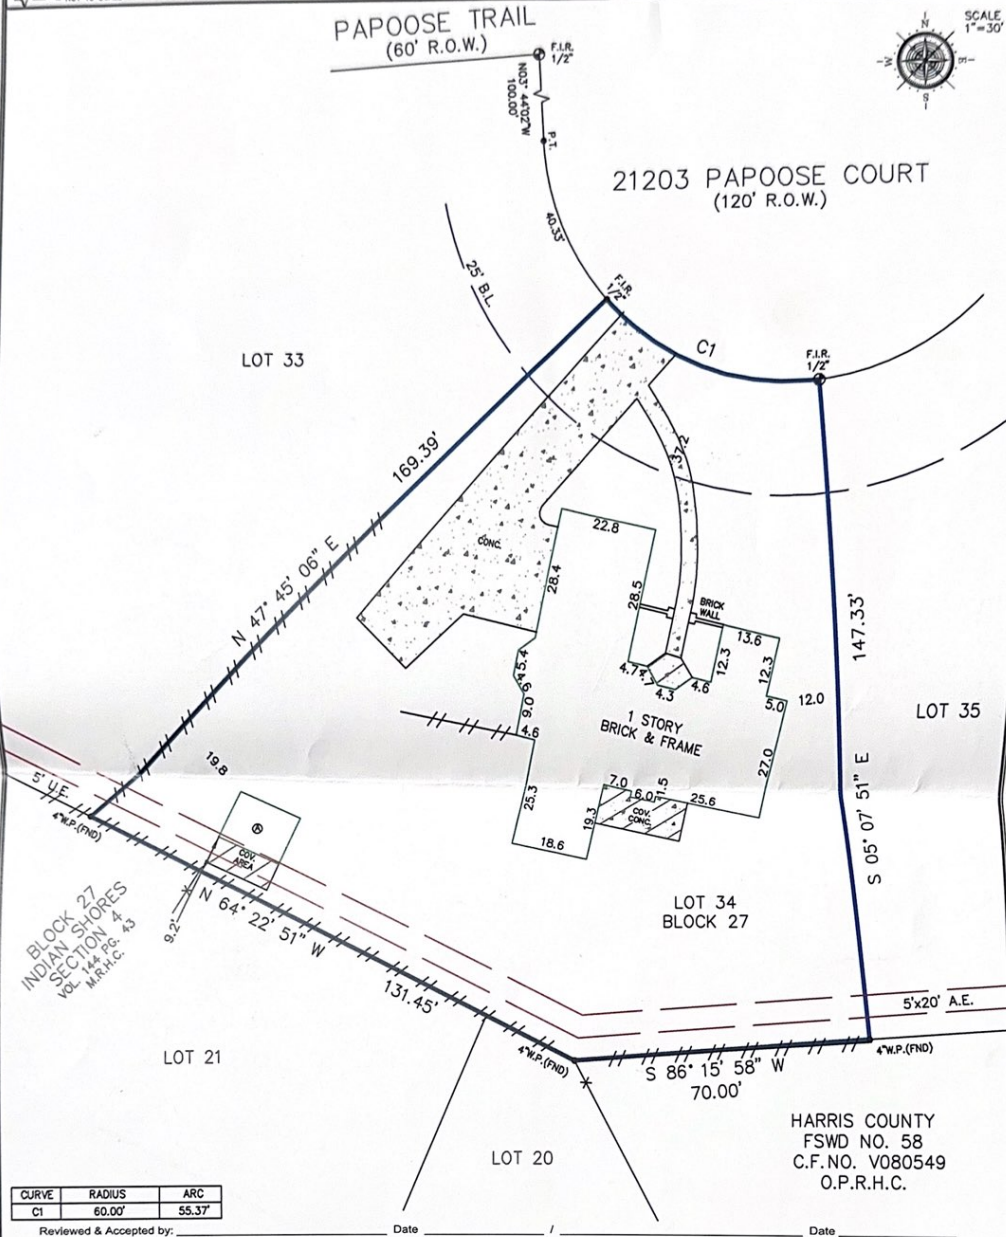 PAPOOSE TRAIL
(60' R.O.W.)
F.I.R.
1/2"
SCALE
1"=30'
N
W
E
S
N03° 44'02"W
100.00'
P.T.
40.33'
21203 PAPOOSE COURT
(120' R.O.W.)
25' B.L.
F.I.R.
1/2"
C1
F.I.R.
1/2"
LOT 33
169.39'
N 47° 45' 06" E
37.2
CONC.
22.8
28.4
28.5
BRICK
WALL
13.6
12.3
12.3
4.7
4.3
4.6
5.0
12.0
5.4
9.0
4.6
1 STORY
BRICK & FRAME
27.0
147.33'
S 05° 07' 51" E
LOT 35
25.3
7.0
6.0
1.5
25.6
19.3
COV.
CONC.
18.6
19.8
5' U.E.
4"W.P.(FND)
COV.
AREA
9.2'
N 64° 22' 51" W
131.45'
LOT 34
BLOCK 27
BLOCK 27
INDIAN SHORES
SECTION 4
VOL. 144 PG. 43
M.R.H.C.
5'x20' A.E.
4"W.P.(FND)
4"W.P.(FND)
S 86° 15' 58" W
70.00'
LOT 21
LOT 20
HARRIS COUNTY
FSWD NO. 58
C.F.NO. V080549
O.P.R.H.C.
CURVE RADIUS ARC
C1 60.00' 55.37'
Reviewed & Accepted by: Date / Date